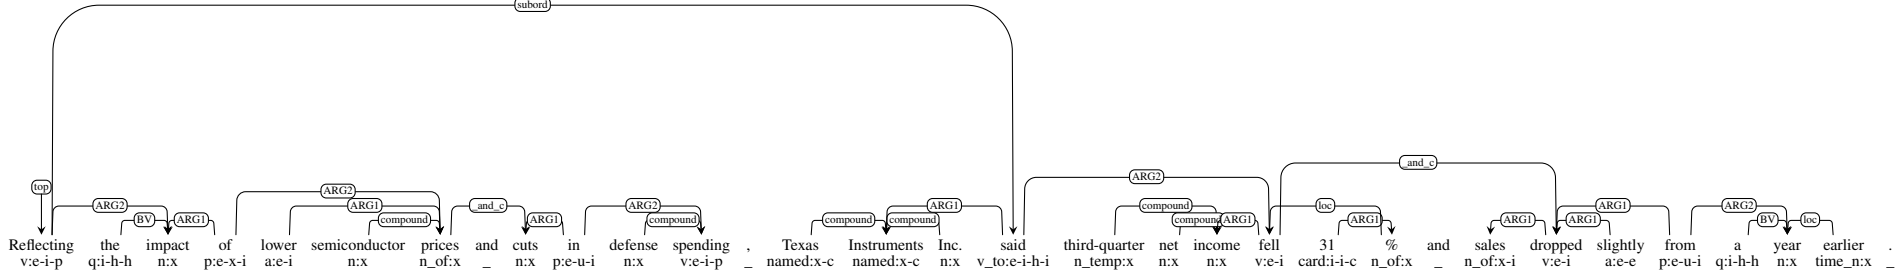 subord
_and_c
top
ARG2
ARG2
ARG2 ARG1 _and_c ARG2 ARG1 compound loc ARG1 ARG2
BV ARG1 compound ARG1 compound compound compound compound ARG1 ARG1 ARG1 ARG1 BV loc
Reflecting the impact of lower semiconductor prices and cuts in defense spending , Texas Instruments Inc. said third-quarter net income fell 31 % and sales dropped slightly from a year earlier .
v:e-i-p q:i-h-h n:x p:e-x-i a:e-i n:x n_of:x _ n:x p:e-u-i n:x v:e-i-p _ named:x-c named:x-c n:x v_to:e-i-h-i n_temp:x n:x n:x v:e-i card:i-i-c n_of:x _ n_of:x-i v:e-i a:e-e p:e-u-i q:i-h-h n:x time_n:x _